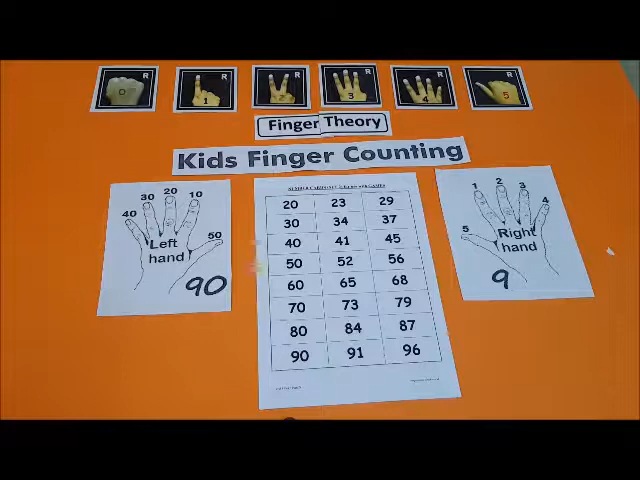 R R R R R R
0 1 2 3 4 5
Finger Theory
Kids Finger Counting
40 30 20 10 50
Left
hand
90
20 23 29
30 34 37
40 41 45
50 52 56
60 65 68
70 73 79
80 84 87
90 91 96
1 2 3 4 5
Right
hand
9